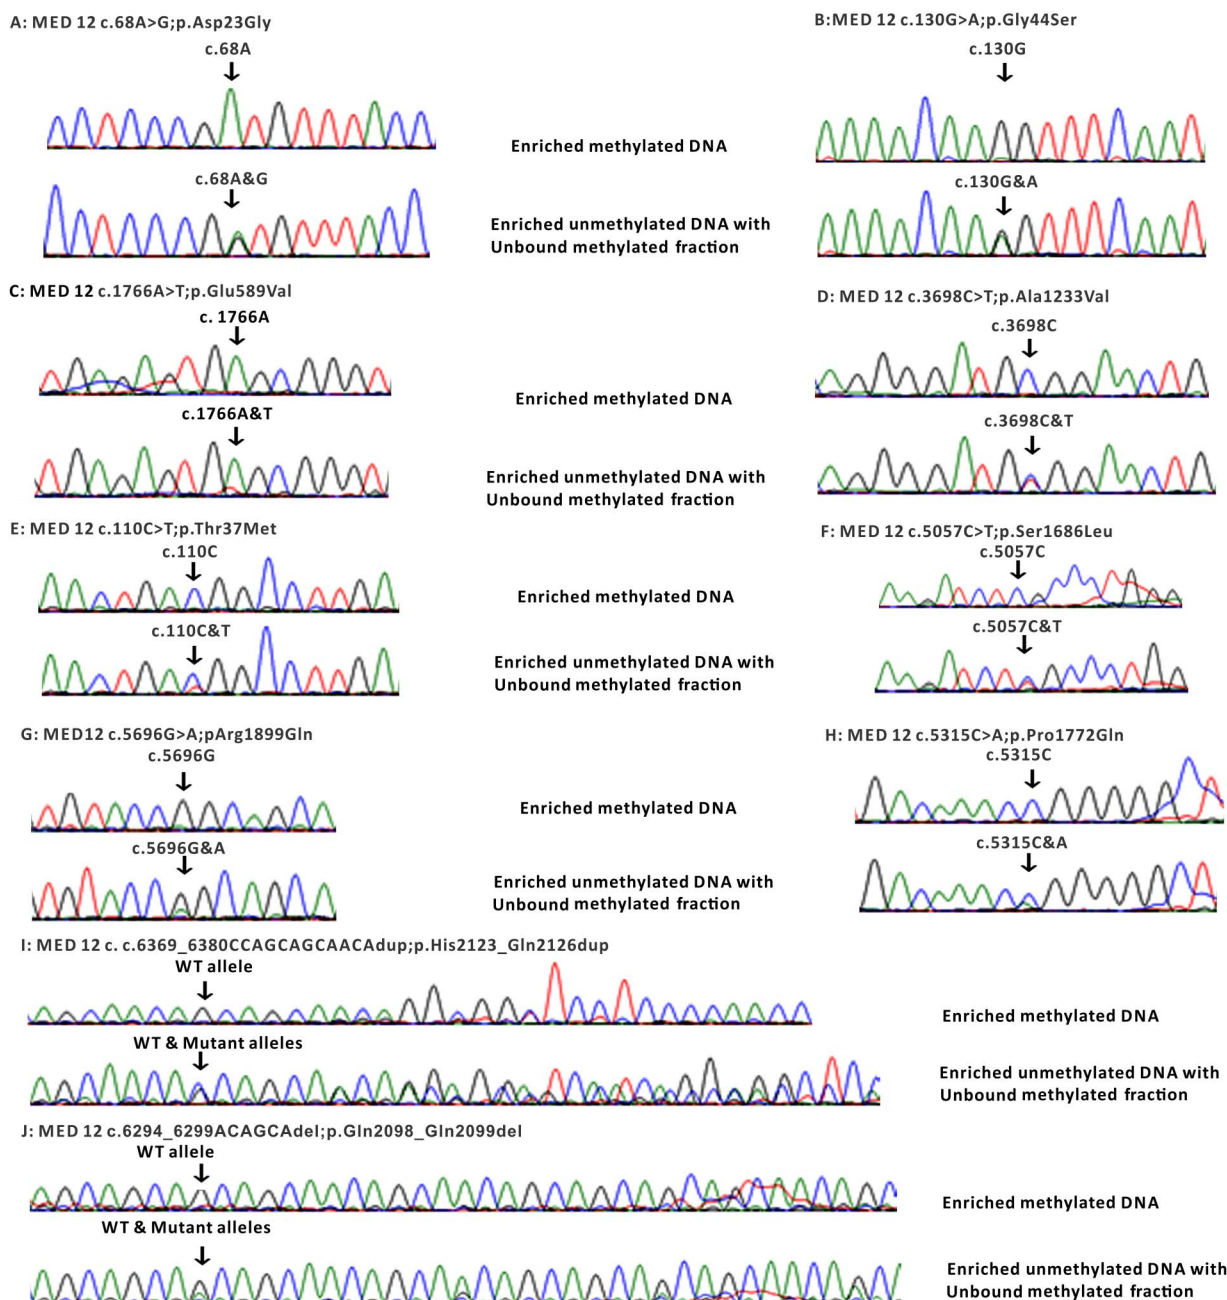 A: MED 12 c.68A>G;p.Asp23Gly
c.68A
Enriched methylated DNA
c.68A&G
Enriched unmethylated DNA with
Unbound methylated fraction
B:MED 12 c.130G>A;p.Gly44Ser
c.130G
c.130G&A
C: MED 12 c.1766A>T;p.Glu589Val
c. 1766A
Enriched methylated DNA
c.1766A&T
Enriched unmethylated DNA with
Unbound methylated fraction
D: MED 12 c.3698C>T;p.Ala1233Val
c.3698C
c.3698C&T
E: MED 12 c.110C>T;p.Thr37Met
c.110C
Enriched methylated DNA
c.110C&T
Enriched unmethylated DNA with
Unbound methylated fraction
F: MED 12 c.5057C>T;p.Ser1686Leu
c.5057C
c.5057C&T
G: MED12 c.5696G>A;pArg1899Gln
c.5696G
Enriched methylated DNA
c.5696G&A
Enriched unmethylated DNA with
Unbound methylated fraction
H: MED 12 c.5315C>A;p.Pro1772Gln
c.5315C
c.5315C&A
I: MED 12 c. c.6369_6380CCAGCAGCAACAdup;p.His2123_Gln2126dup
WT allele
Enriched methylated DNA
WT & Mutant alleles
Enriched unmethylated DNA with
Unbound methylated fraction
J: MED 12 c.6294_6299ACAGCAdel;p.Gln2098_Gln2099del
WT allele
Enriched methylated DNA
WT & Mutant alleles
Enriched unmethylated DNA with
Unbound methylated fraction